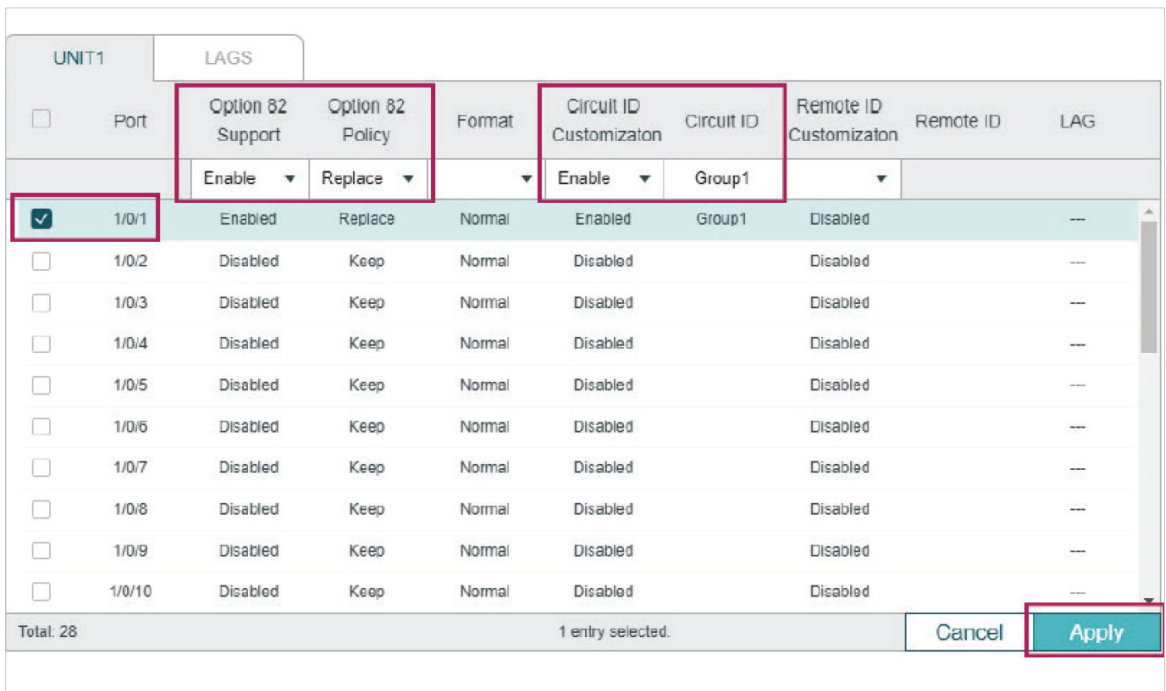 UNIT1 LAGS
Port Option 82 Support Option 82 Policy Format Circuit ID Customizaton Circuit ID Remote ID Customizaton Remote ID LAG
Enable Replace Enable Group1
1/0/1 Enabled Replace Normal Enabled Group1 Disabled ---
1/0/2 Disabled Keep Normal Disabled Disabled ---
1/0/3 Disabled Keep Normal Disabled Disabled ---
1/0/4 Disabled Keep Normal Disabled Disabled ---
1/0/5 Disabled Keep Normal Disabled Disabled ---
1/0/6 Disabled Keep Normal Disabled Disabled ---
1/0/7 Disabled Keep Normal Disabled Disabled ---
1/0/8 Disabled Keep Normal Disabled Disabled ---
1/0/9 Disabled Keep Normal Disabled Disabled ---
1/0/10 Disabled Keep Normal Disabled Disabled ---
Total: 28 1 entry selected. Cancel Apply